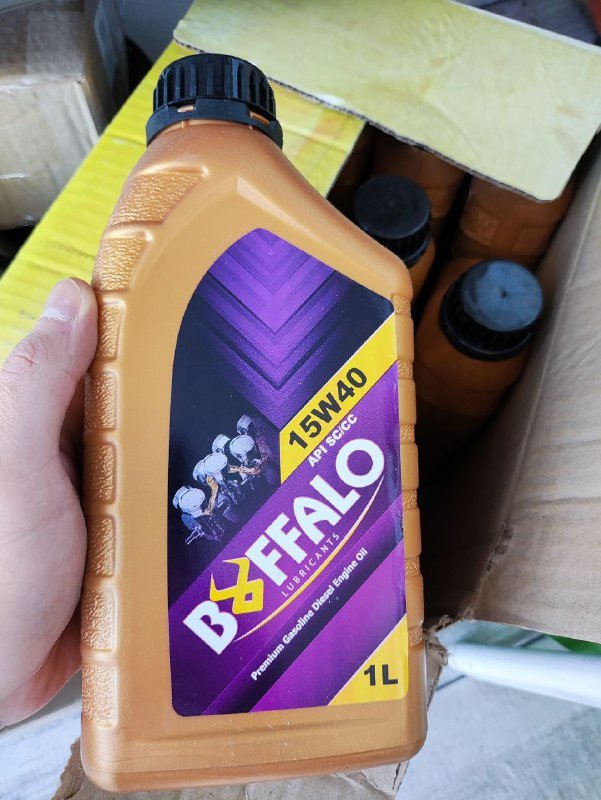 15W40
API SC/CC
BUFFALO
LUBRICANTS
Premium Gasoline Diesel Engine Oil
1L